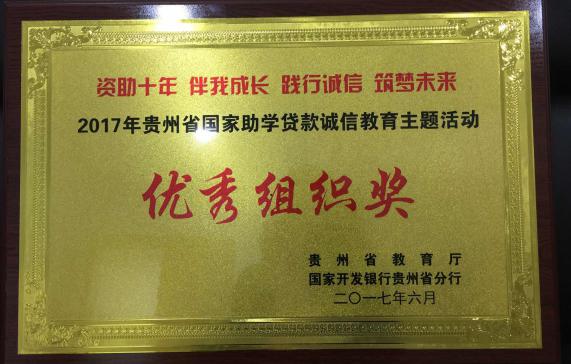 资助十年 伴我成长 践行诚信 筑梦未来
2017年贵州省国家助学贷款诚信教育主题活动
优秀组织奖
贵州省教育厅
国家开发银行贵州省分行
二〇一七年六月